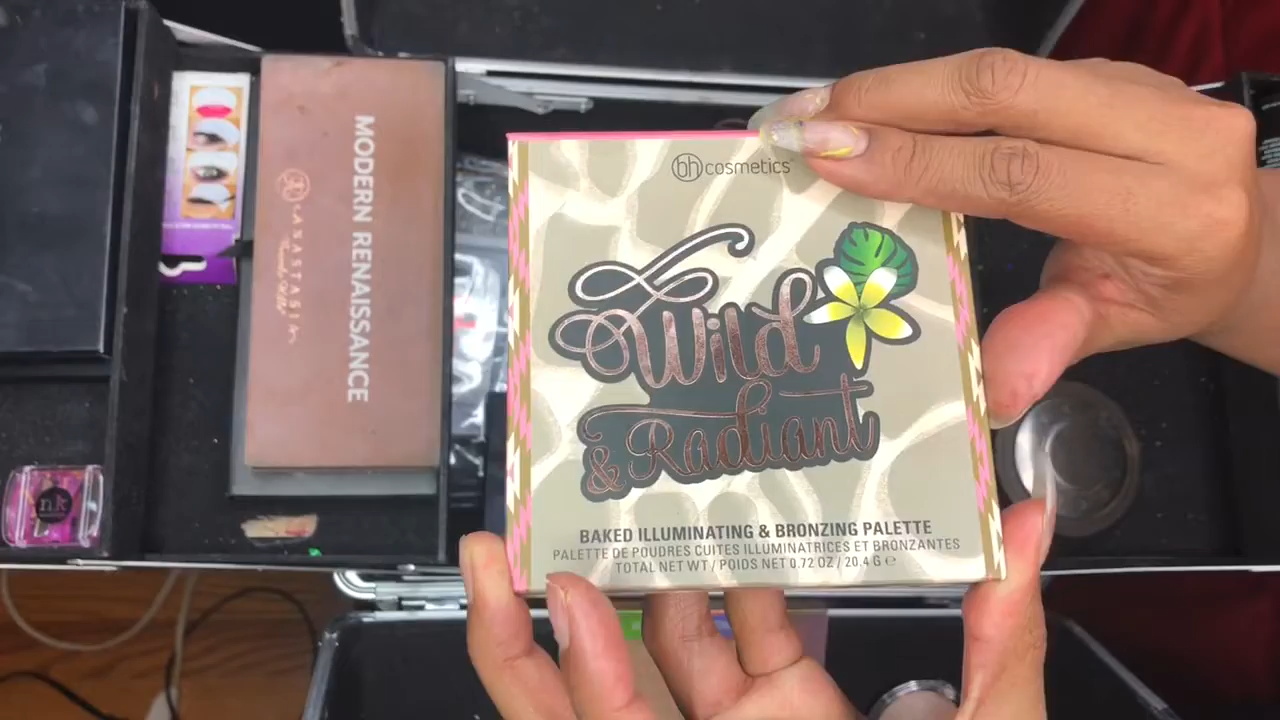 MODERN RENAISSANCE
ANASTASIA
nk
bh cosmetics
Wild
& Radiant
BAKED ILLUMINATING & BRONZING PALETTE
PALETTE DE POUDRES CUITES ILLUMINATRICES ET BRONZANTES
TOTAL NET WT / POIDS NET 0.72 OZ / 20.4 G ℮